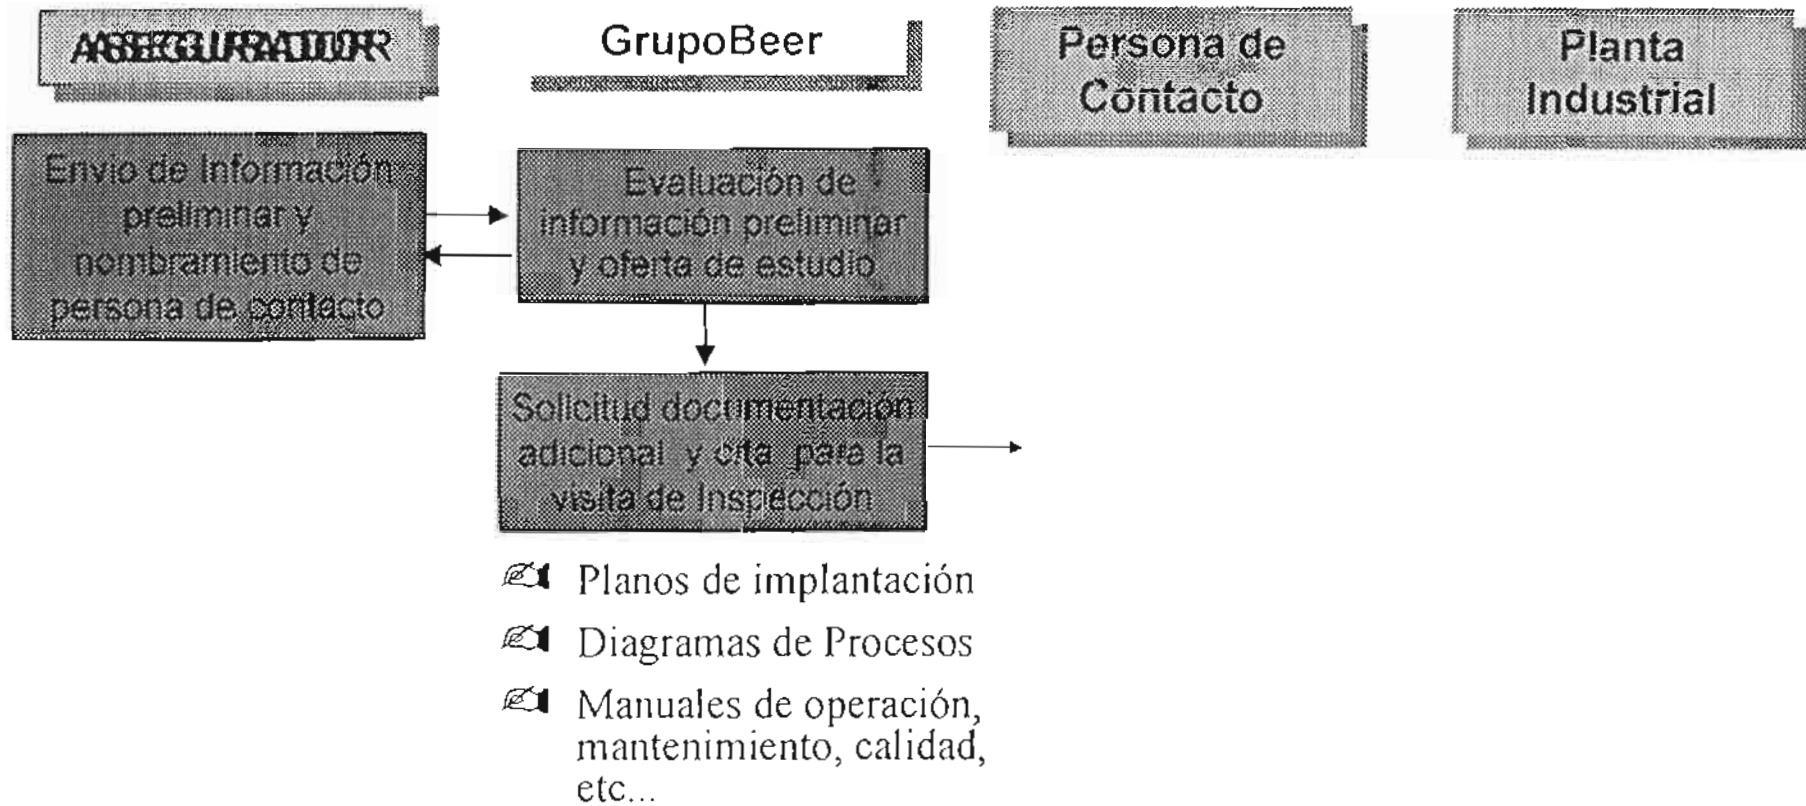 ASEGURADOR
GrupoBeer
Persona de
Contacto
Planta
Industrial
Envio de Información
preliminar y
nombramiento de
persona de contacto
Evaluación de
información preliminar
y oferta de estudio
Solicitud documentación
adicional y cita para la
visita de Inspección
Planos de implantación
Diagramas de Procesos
Manuales de operación,
mantenimiento, calidad,
etc...